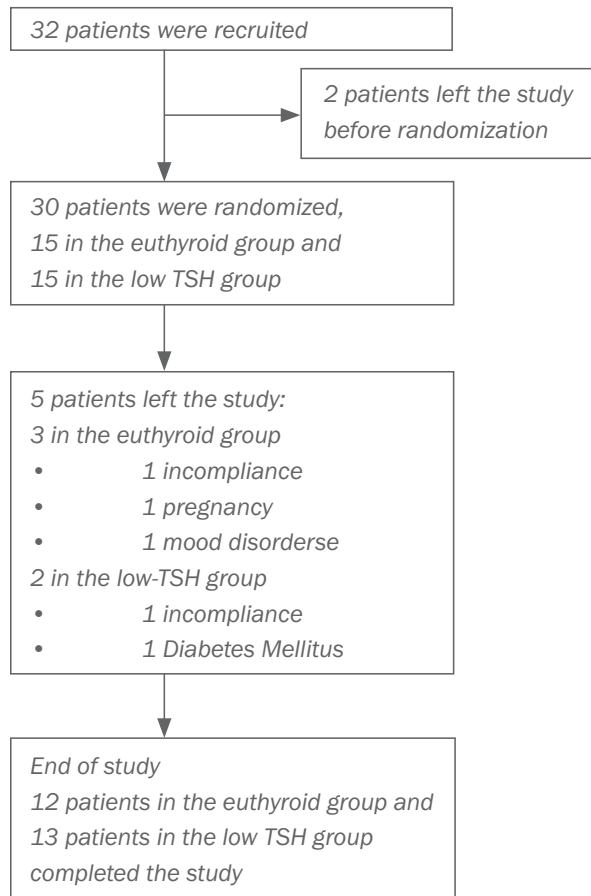 32 patients were recruited
2 patients left the study
before randomization
30 patients were randomized,
15 in the euthyroid group and
15 in the low TSH group
5 patients left the study:
3 in the euthyroid group
• 1 incompliance
• 1 pregnancy
• 1 mood disorderse
2 in the low-TSH group
• 1 incompliance
• 1 Diabetes Mellitus
End of study
12 patients in the euthyroid group and
13 patients in the low TSH group
completed the study